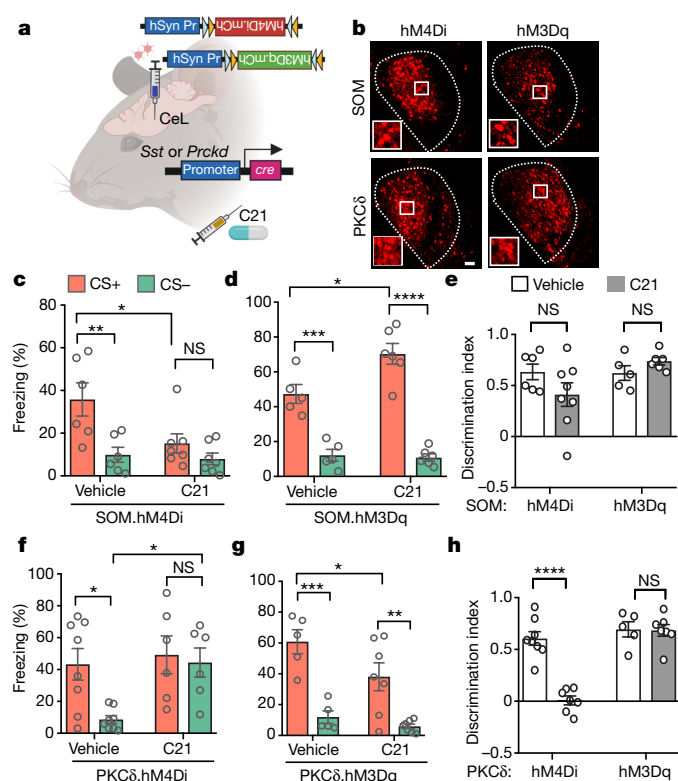 a
hSyn Pr hM4Di.mCh
hSyn Pr hM3Dq.mCh
CeL
Sst or Prckd
Promoter cre
C21
b
hM4Di hM3Dq
SOM
PKCδ
c CS+ CS− d
Freezing (%)
50
40
30
20
10
0
* ** NS
Vehicle C21
SOM.hM4Di
100
80
60
40
20
0
* *** ****
Vehicle C21
SOM.hM3Dq
e Vehicle C21
Discrimination index
1.0
0.5
0
−0.5
NS NS
SOM: hM4Di hM3Dq
f
Freezing (%)
100
80
60
40
20
0
* * NS
Vehicle C21
PKCδ.hM4Di
g
100
80
60
40
20
0
* *** **
Vehicle C21
PKCδ.hM3Dq
h
Discrimination index
1.0
0.5
0
−0.5
**** NS
PKCδ: hM4Di hM3Dq